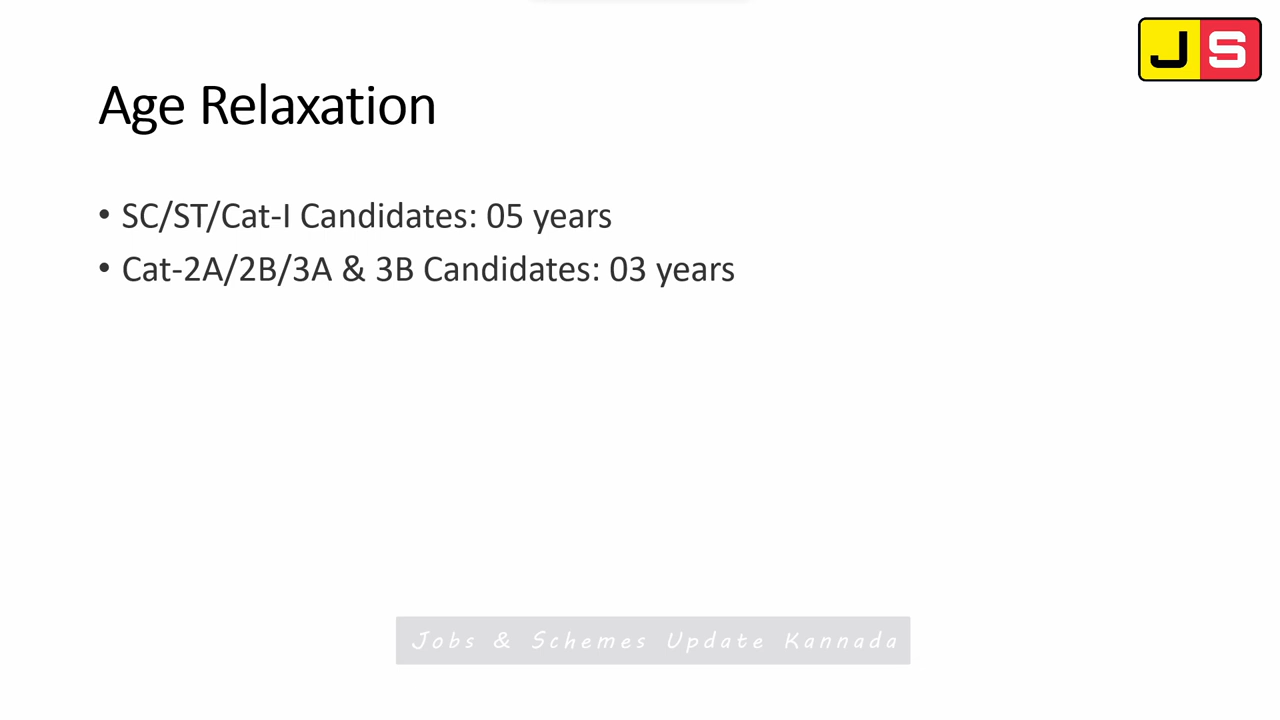 JS
Age Relaxation
• SC/ST/Cat-I Candidates: 05 years
• Cat-2A/2B/3A & 3B Candidates: 03 years
Jobs & Schemes Update Kannada